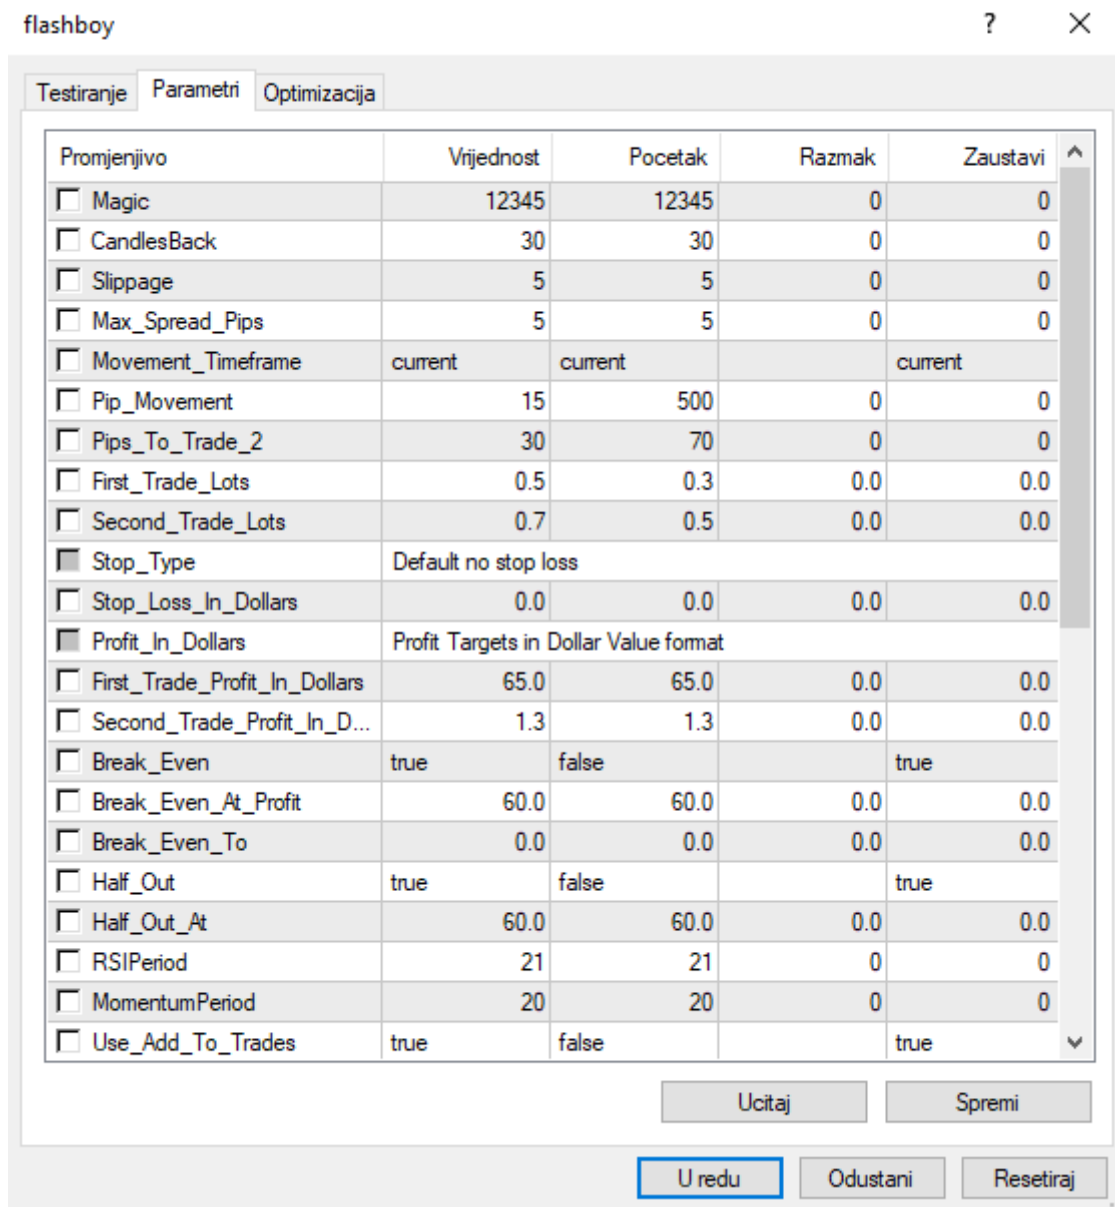 flashboy ?
Testiranje Parametri Optimizacija
Promjenjivo Vrijednost Pocetak Razmak Zaustavi
Magic 12345 12345 0 0
CandlesBack 30 30 0 0
Slippage 5 5 0 0
Max_Spread_Pips 5 5 0 0
Movement_Timeframe current current current
Pip_Movement 15 500 0 0
Pips_To_Trade_2 30 70 0 0
First_Trade_Lots 0.5 0.3 0.0 0.0
Second_Trade_Lots 0.7 0.5 0.0 0.0
Stop_Type Default no stop loss
Stop_Loss_In_Dollars 0.0 0.0 0.0 0.0
Profit_In_Dollars Profit Targets in Dollar Value format
First_Trade_Profit_In_Dollars 65.0 65.0 0.0 0.0
Second_Trade_Profit_In_D... 1.3 1.3 0.0 0.0
Break_Even true false true
Break_Even_At_Profit 60.0 60.0 0.0 0.0
Break_Even_To 0.0 0.0 0.0 0.0
Half_Out true false true
Half_Out_At 60.0 60.0 0.0 0.0
RSIPeriod 21 21 0 0
MomentumPeriod 20 20 0 0
Use_Add_To_Trades true false true
Ucitaj Spremi
U redu Odustani Resetiraj